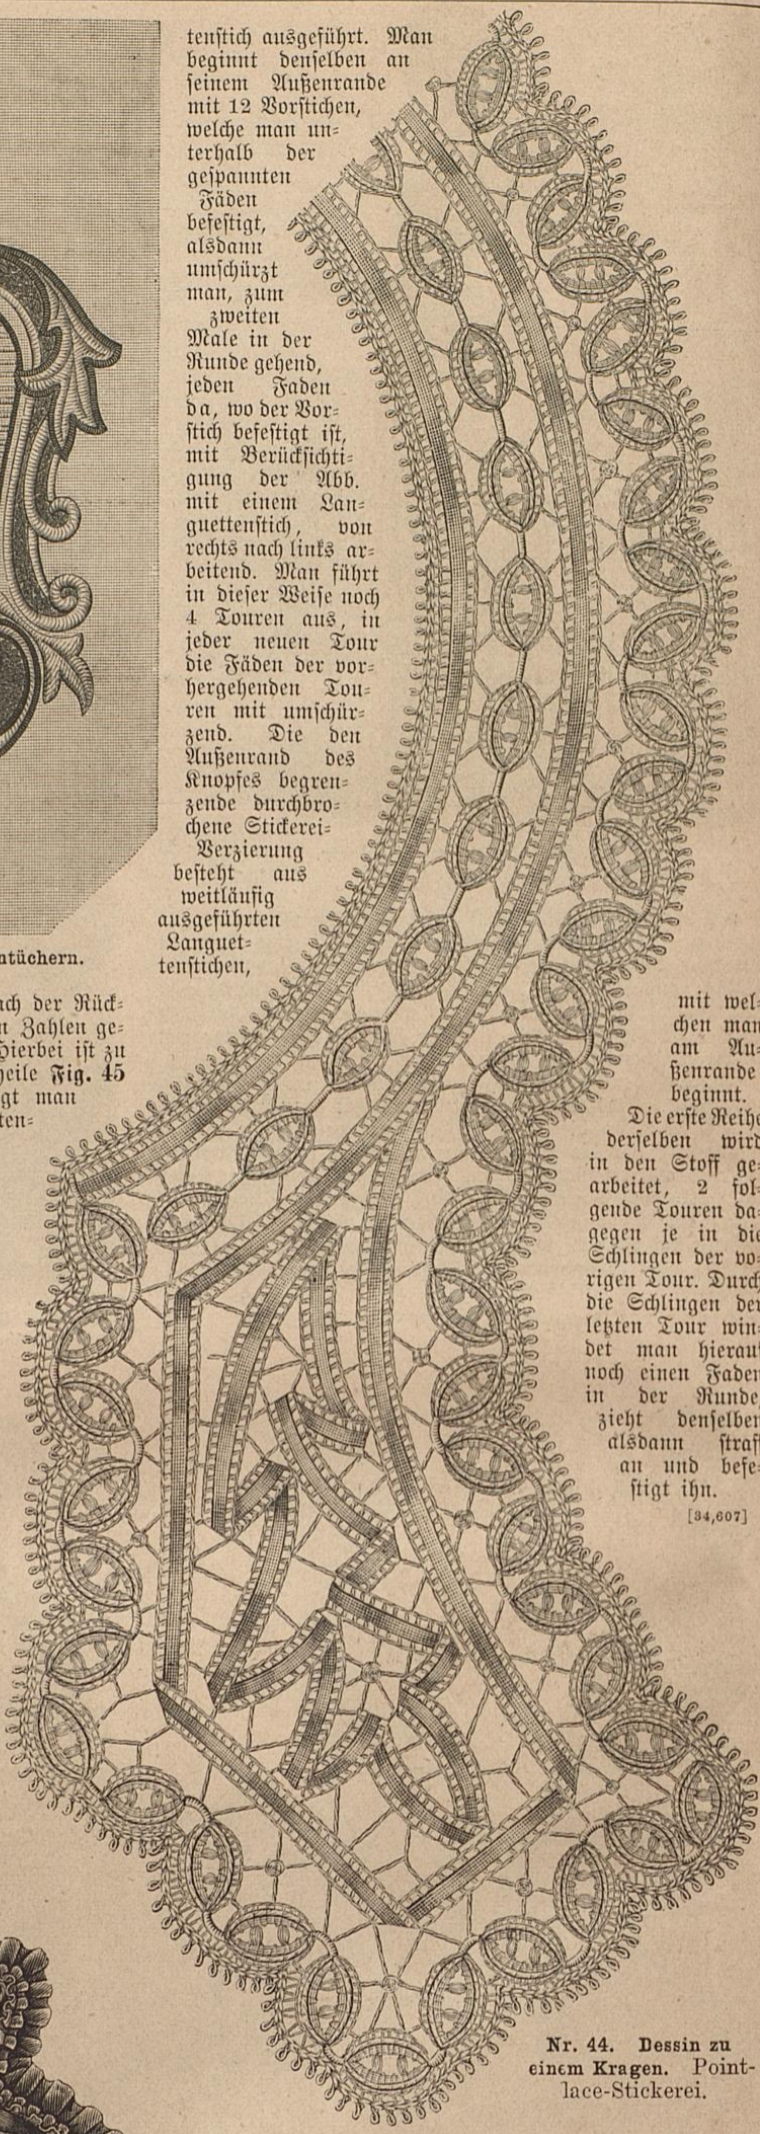 tenstich ausgeführt. Man
beginnt denselben an
seinem Außenrande
mit 12 Vorstichen,
welche man un=
terhalb der
gespannten
Fäden
befestigt,
alsdann
umschürzt
man, zum
zweiten
Male in der
Runde gehend,
jeden Faden
da, wo der Vor=
stich befestigt ist,
mit Berücksichti=
gung der Abb.
mit einem Lan=
guettenstich, von
rechts nach links ar=
beitend. Man führt
in dieser Weise noch
4 Touren aus, in
jeder neuen Tour
die Fäden der vor=
hergehenden Tou=
ren mit umschür=
zend. Die den
Außenrand des
Knopfes begren=
zende durchbro=
chene Stickerei=
Verzierung
besteht aus
weitläufig
ausgeführten
Languet=
tenstichen,
mit wel=
chen man
am Au=
ßenrande
beginnt.
Die erste Reihe
derselben wird
in den Stoff ge=
arbeitet, 2 fol=
gende Touren da=
gegen je in die
Schlingen der vo=
rigen Tour. Durch
die Schlingen der
letzten Tour win=
det man hierauf
noch einen Faden
in der Runde,
zieht denselben
alsdann straff
an und befe=
stigt ihn.
[34,607]
ntüchern.
ach der Rück=
n Zahlen ge=
Hierbei ist zu
heile Fig. 45
gt man
ten=
Nr. 44. Dessin zu
einem Kragen. Point-
lace-Stickerei.